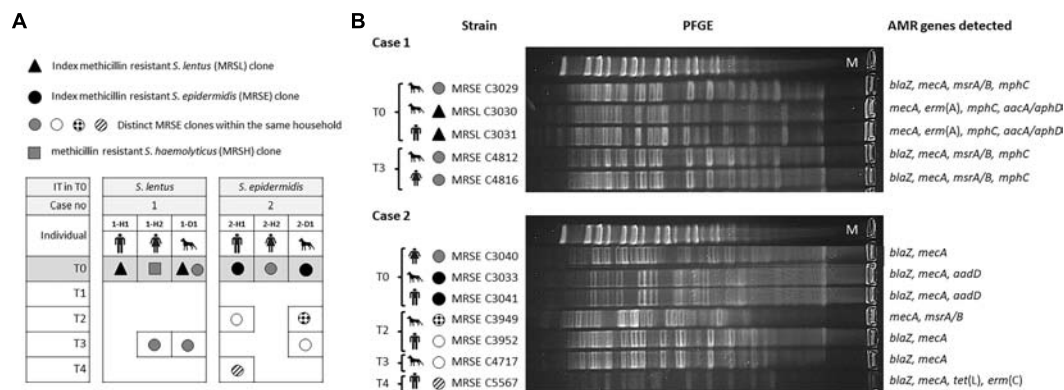 A
Index methicillin resistant S. lentus (MRSL) clone
Index methicillin resistant S. epidermidis (MRSE) clone
Distinct MRSE clones within the same household
methicillin resistant S. haemolyticus (MRSH) clone
IT in T0 S. lentus S. epidermidis
Case no 1 2
Individual 1-H1 1-H2 1-D1 2-H1 2-H2 2-D1
T0
T1
T2
T3
T4
B
Strain PFGE AMR genes detected
Case 1
M
MRSE C3029 blaZ, mecA, msrA/B, mphC
T0 MRSL C3030 mecA, erm(A), mphC, aacA/aphD
MRSL C3031 mecA, erm(A), mphC, aacA/aphD
T3 MRSE C4812 blaZ, mecA, msrA/B, mphC
MRSE C4816 blaZ, mecA, msrA/B, mphC
Case 2
M
MRSE C3040 blaZ, mecA
T0 MRSE C3033 blaZ, mecA, aadD
MRSE C3041 blaZ, mecA, aadD
T2 MRSE C3949 mecA, msrA/B
MRSE C3952 blaZ, mecA
T3 MRSE C4717 blaZ, mecA
T4 MRSE C5567 blaZ, mecA, tet(L), erm(C)